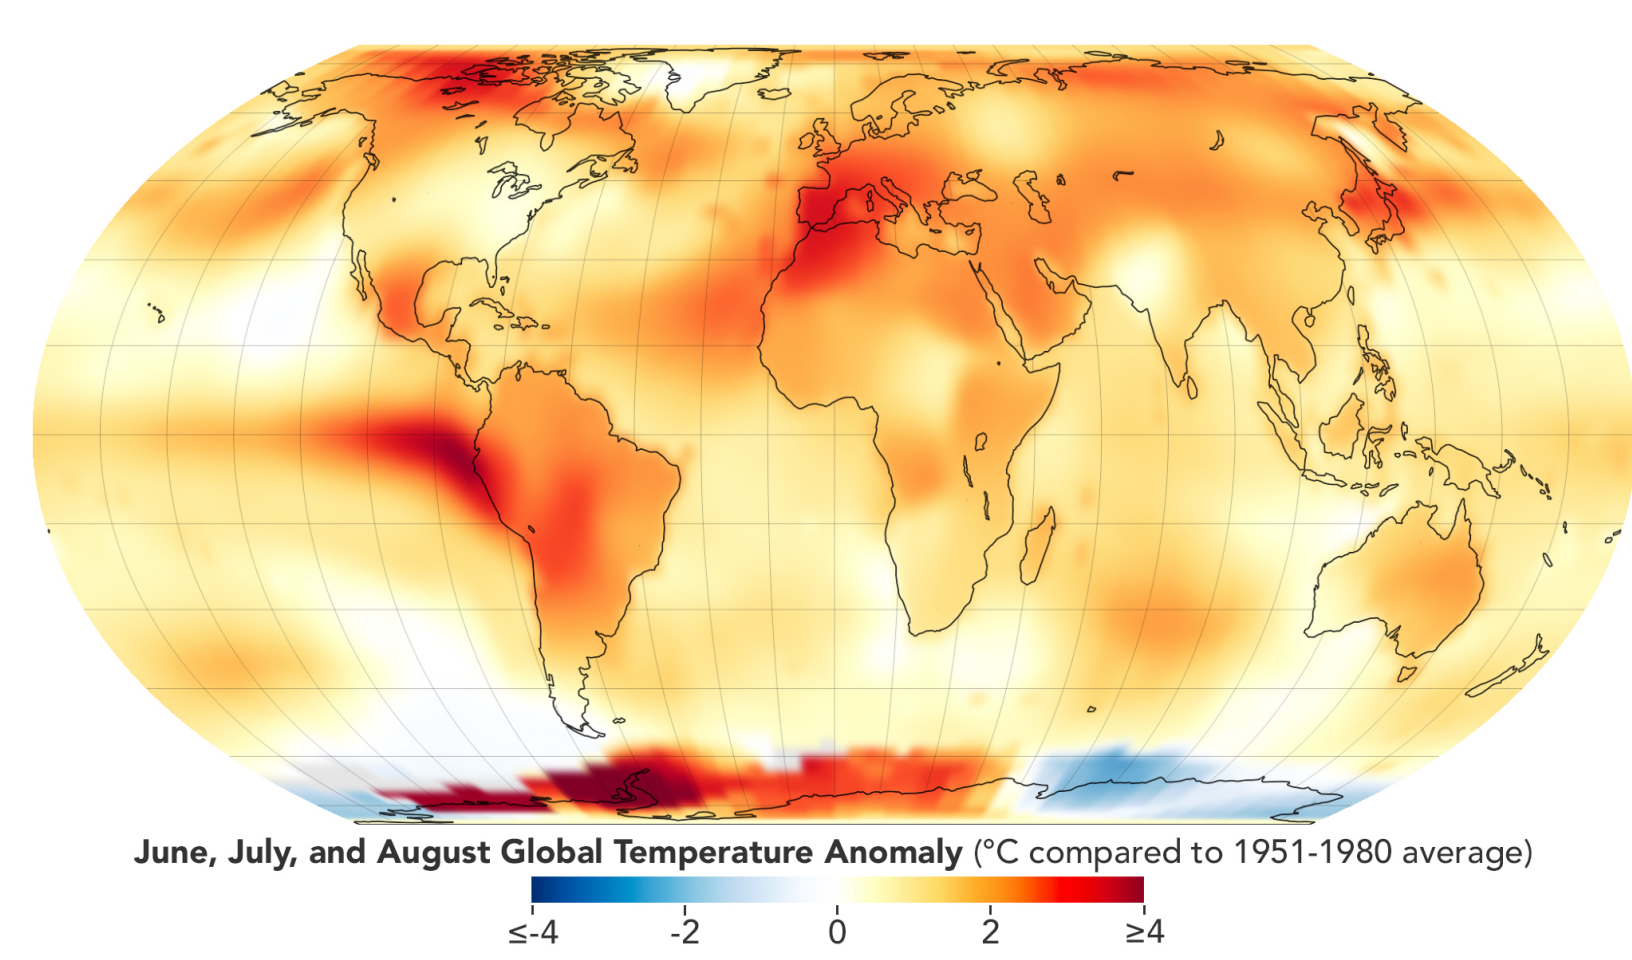 June, July, and August Global Temperature Anomaly (°C compared to 1951-1980 average)
≤-4 -2 0 2 ≥4